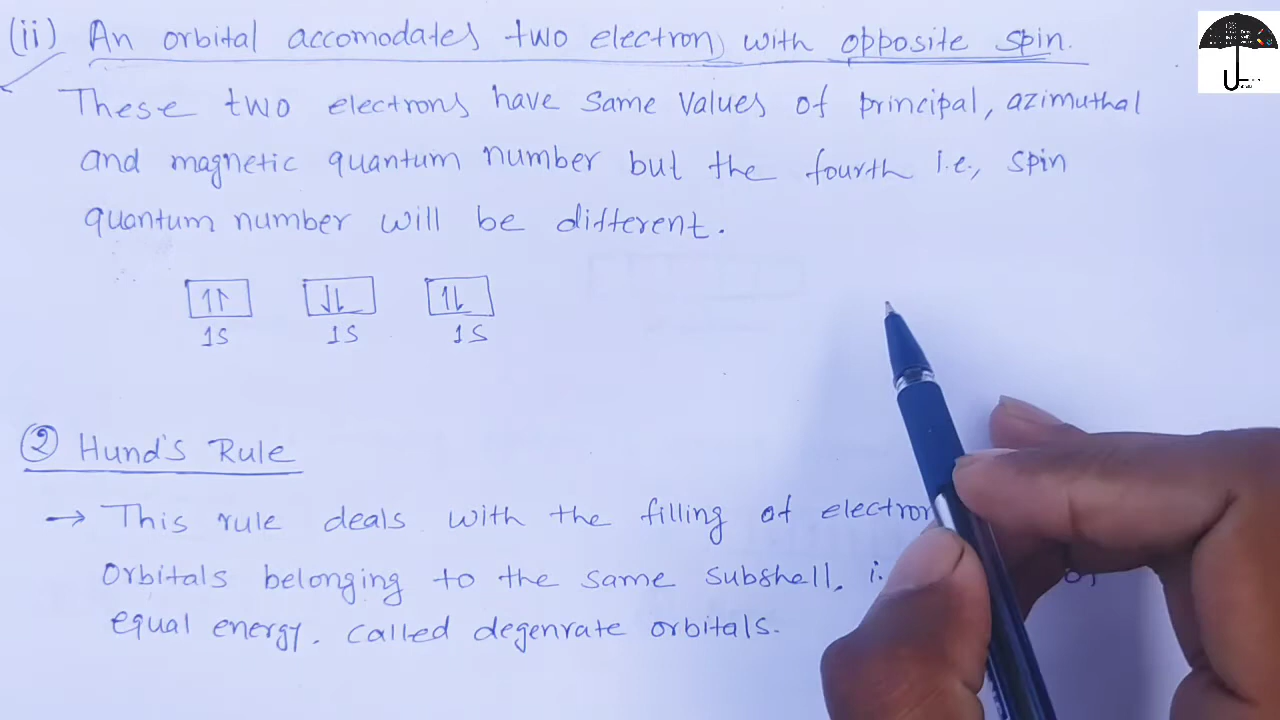 (ii) An orbital accomodates two electron, with opposite spin.
These two electrons have same values of principal, azimuthal
and magnetic quantum number but the fourth i.e., spin
quantum number will be different.
1↿ ⇃⇂ 1⇂
1s 1s 1s
② Hund's Rule
→ This rule deals with the filling of electron
orbitals belonging to the same subshell, i.
equal energy. called degenrate orbitals.